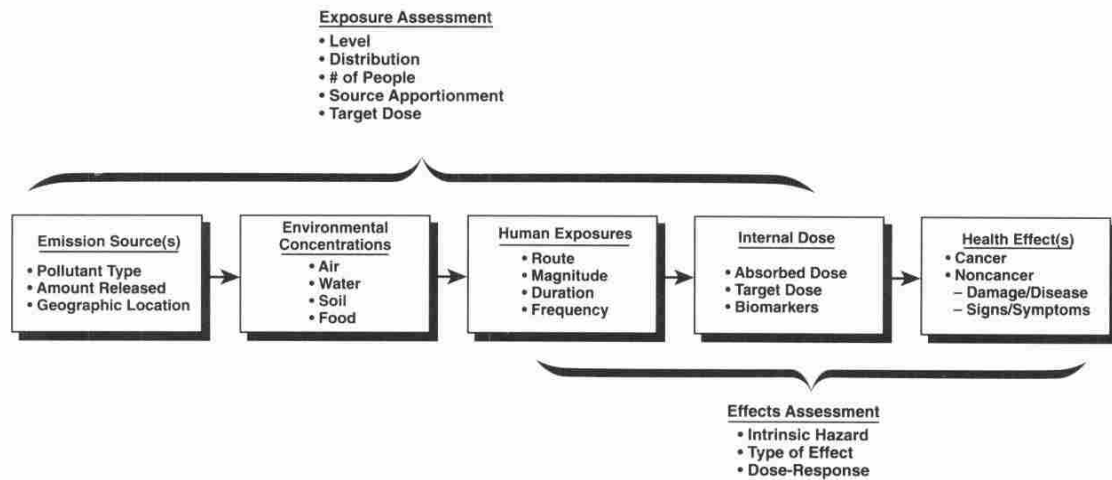 Exposure Assessment
• Level
• Distribution
• # of People
• Source Apportionment
• Target Dose
Emission Source(s)
• Pollutant Type
• Amount Released
• Geographic Location
Environmental
Concentrations
• Air
• Water
• Soil
• Food
Human Exposures
• Route
• Magnitude
• Duration
• Frequency
Internal Dose
• Absorbed Dose
• Target Dose
• Biomarkers
Health Effect(s)
• Cancer
• Noncancer
– Damage/Disease
– Signs/Symptoms
Effects Assessment
• Intrinsic Hazard
• Type of Effect
• Dose-Response